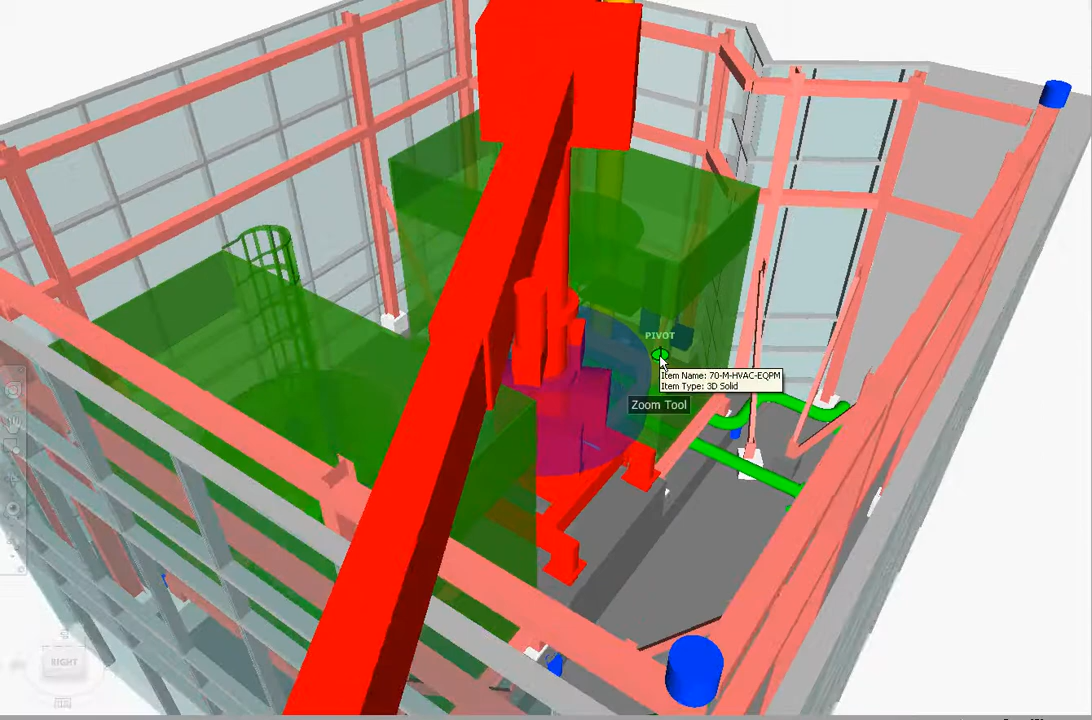 PIVOT
Item Name: 70-M-HVAC-EQPM
Item Type: 3D Solid
Zoom Tool
RIGHT